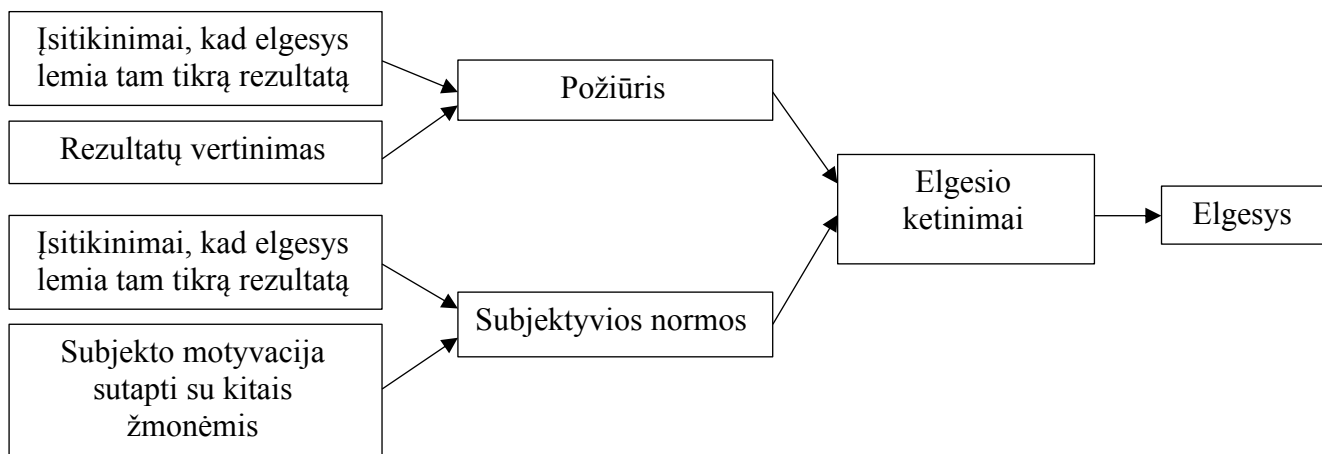 Įsitikinimai, kad elgesys
lemia tam tikrą rezultatą
Rezultatų vertinimas
Požiūris
Įsitikinimai, kad elgesys
lemia tam tikrą rezultatą
Subjekto motyvacija
sutapti su kitais
žmonėmis
Subjektyvios normos
Elgesio
ketinimai
Elgesys